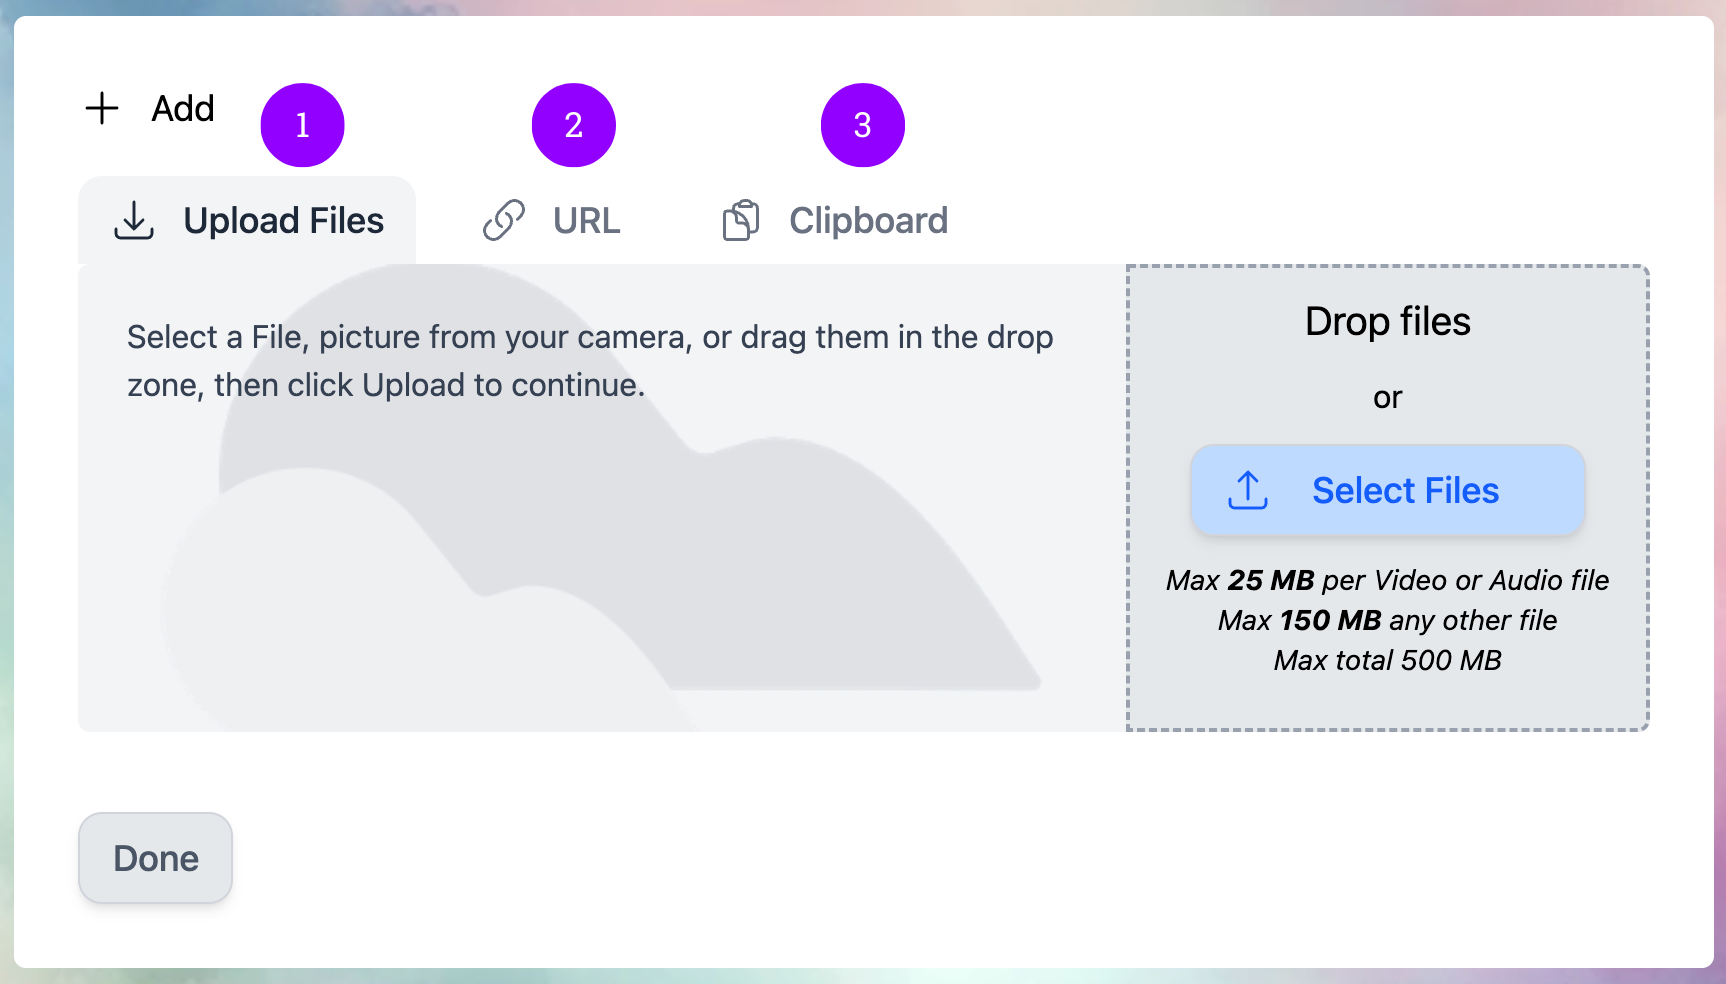 Add
1
2
3
Upload Files
URL
Clipboard
Select a File, picture from your camera, or drag them in the drop
zone, then click Upload to continue.
Drop files
or
Select Files
Max 25 MB per Video or Audio file
Max 150 MB any other file
Max total 500 MB
Done